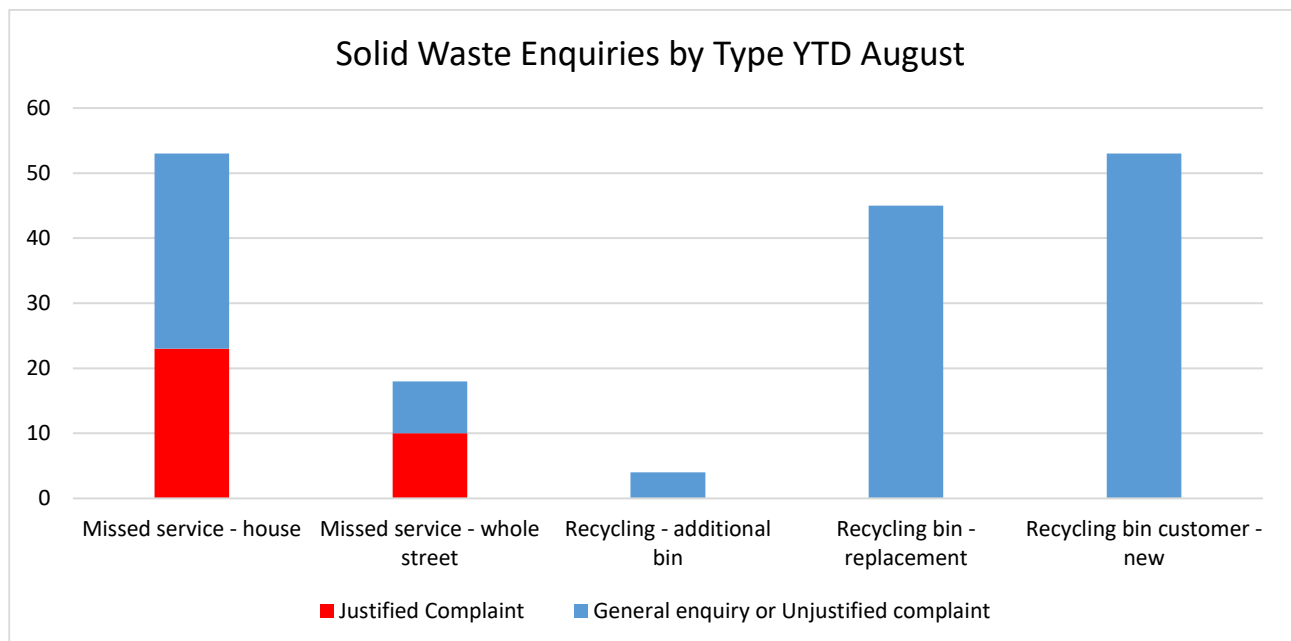 Solid Waste Enquiries by Type YTD August
60
50
40
30
20
10
0
Missed service - house
Missed service - whole
street
Recycling - additional
bin
Recycling bin -
replacement
Recycling bin customer -
new
Justified Complaint
General enquiry or Unjustified complaint